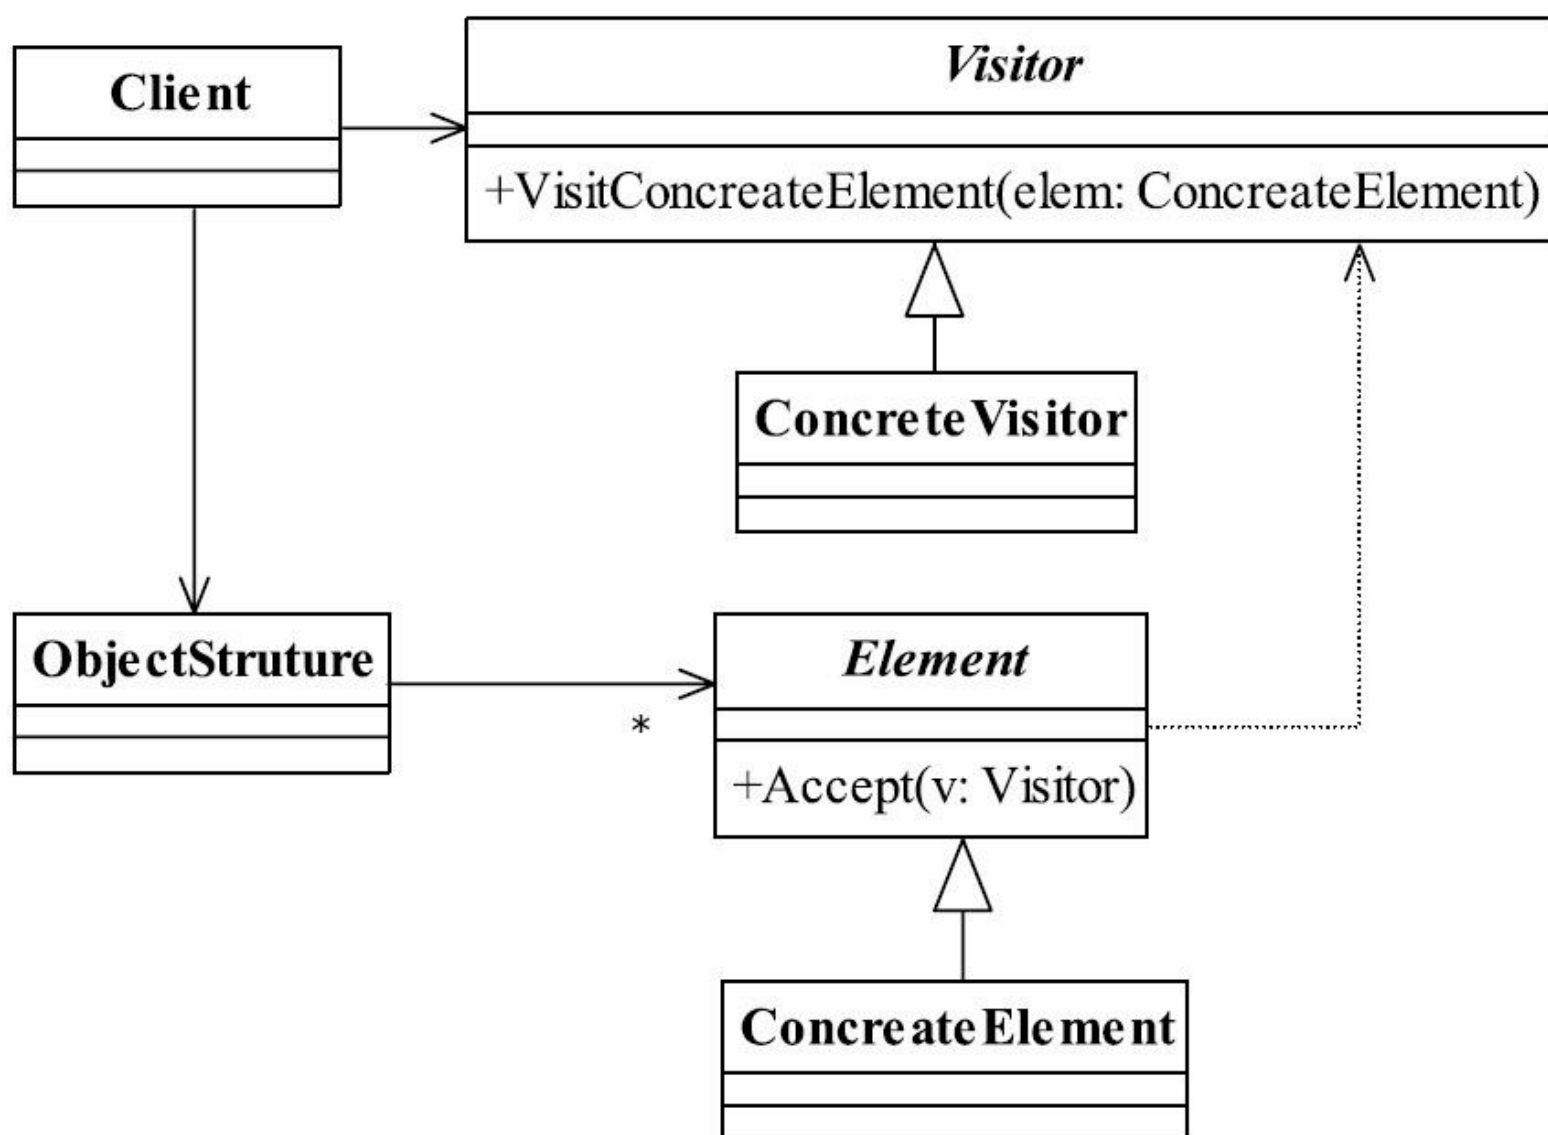 Client
Visitor
+VisitConcreateElement(elem: ConcreateElement)
ConcreteVisitor
ObjectStruture
*
Element
+Accept(v: Visitor)
ConcreateElement